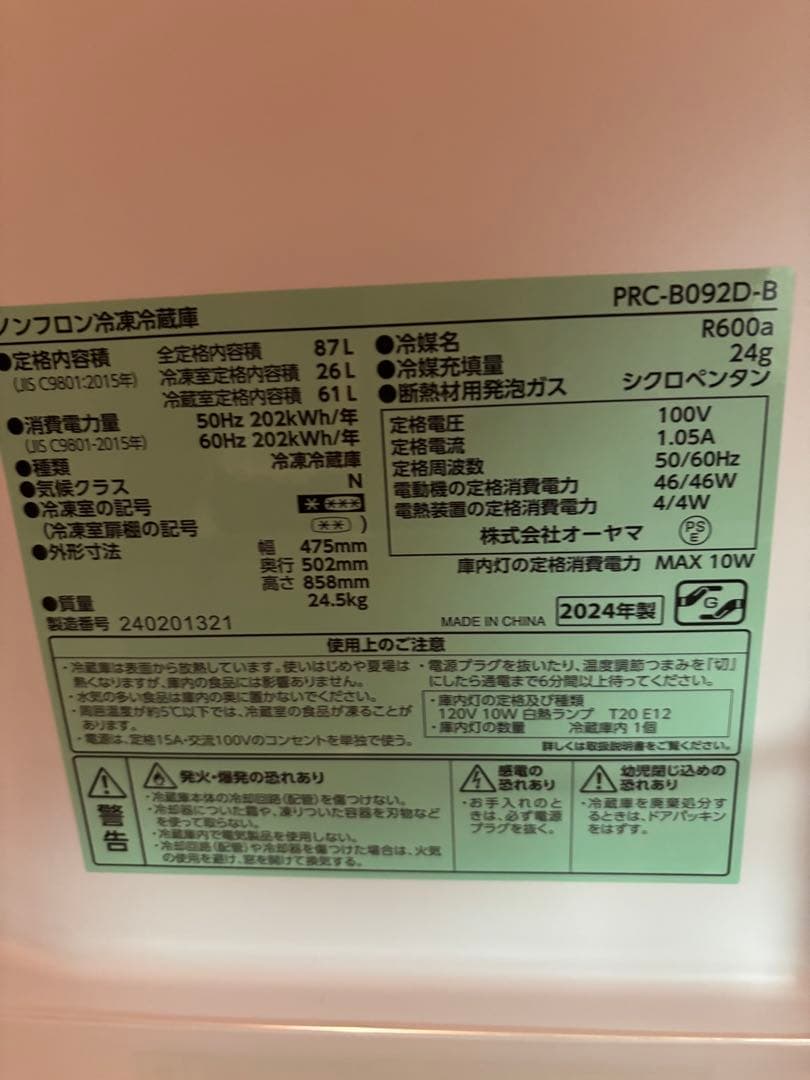 ノンフロン冷凍冷蔵庫
PRC-B092D-B
●定格内容積 全定格内容積 87L
(JIS C9801:2015年) 冷凍室定格内容積 26L
冷蔵室定格内容積 61L
●消費電力量 50Hz 202kWh/年
(JIS C9801-2015年) 60Hz 202kWh/年
●種類 冷凍冷蔵庫
●気候クラス N
●冷凍室の記号 * ***
(冷凍室扉棚の記号 ** )
●外形寸法 幅 475mm
奥行 502mm
高さ 858mm
●質量 24.5kg
製造番号 240201321
●冷媒名 R600a
●冷媒充填量 24g
●断熱材用発泡ガス シクロペンタン
定格電圧 100V
定格電流 1.05A
定格周波数 50/60Hz
電動機の定格消費電力 46/46W
電熱装置の定格消費電力 4/4W
株式会社オーヤマ PSE
庫内灯の定格消費電力 MAX 10W
MADE IN CHINA 2024年製 G
使用上のご注意
・冷蔵庫は表面から放熱しています。使いはじめや夏場は
熱くなりますが、庫内の食品には影響ありません。
・水気の多い食品は庫内の奥に置かないでください。
・周囲温度が約5℃以下では、冷蔵室の食品が凍ることが
あります。
・電源は、定格15A・交流100Vのコンセントを単独で使う。
・電源プラグを抜いたり、温度調節つまみを「切」
にしたら通電まで6分間以上待ってください。
・庫内灯の定格及び種類
120V 10W 白熱ランプ T20 E12
・庫内灯の数量 冷蔵庫内 1個
詳しくは取扱説明書をご覧ください。
警告
発火・爆発の恐れあり
・冷蔵庫本体の冷却回路(配管)を傷つけない。
・冷却器についた霜や、凍りついた容器を刃物など
を使って取らない。
・冷蔵庫内で電気製品を使用しない。
・冷却回路(配管)や冷却器を傷つけた場合は、火気
の使用を避け、窓を開けて換気する。
感電の
恐れあり
・お手入れのと
きは、必ず電源
プラグを抜く。
幼児閉じ込めの
恐れあり
・冷蔵庫を廃棄処分す
るときは、ドアパッキン
をはずす。